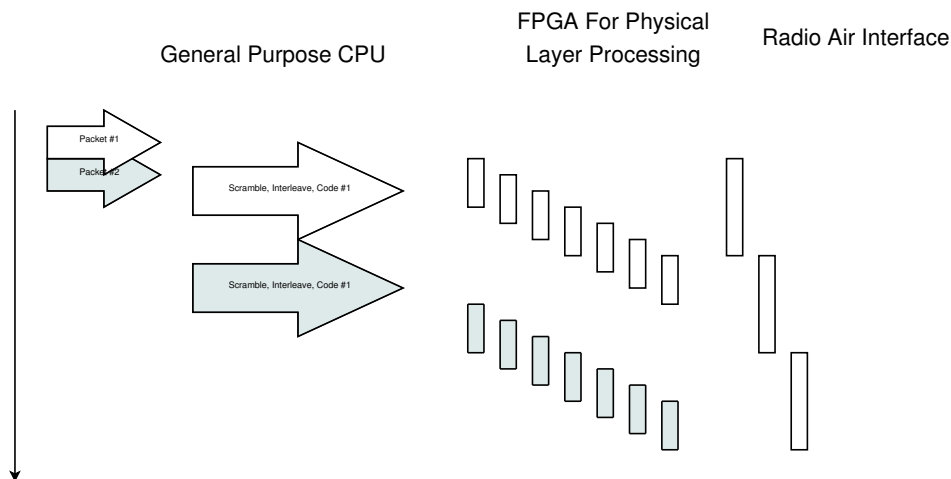 General Purpose CPU
FPGA For Physical
Layer Processing
Radio Air Interface
Packet #1
Packet #2
Scramble, Interleave, Code #1
Scramble, Interleave, Code #1